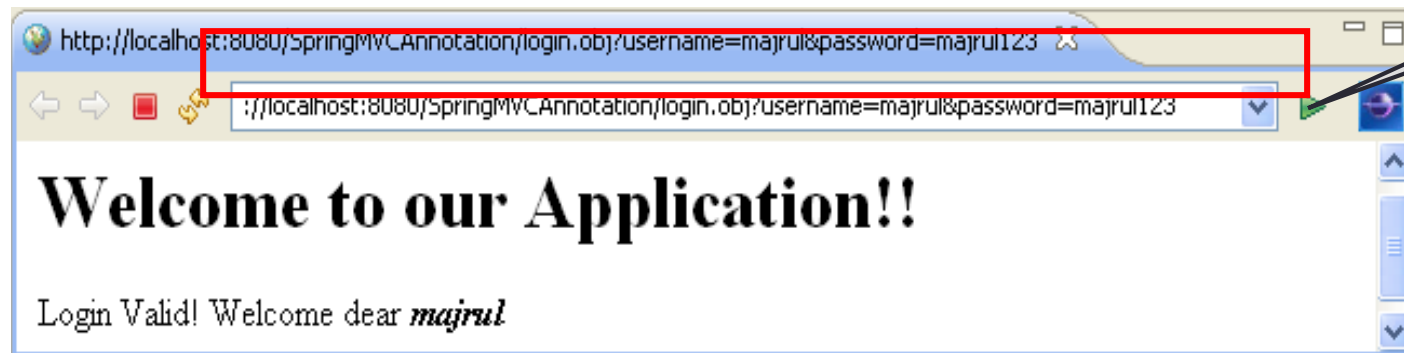 http://localhost:8080/SpringMVCAnnotation/login.obj?username=majrul&password=majrul123
://localhost:8080/SpringMVCAnnotation/login.obj?username=majrul&password=majrul123
Welcome to our Application!!
Login Valid! Welcome dear majrul